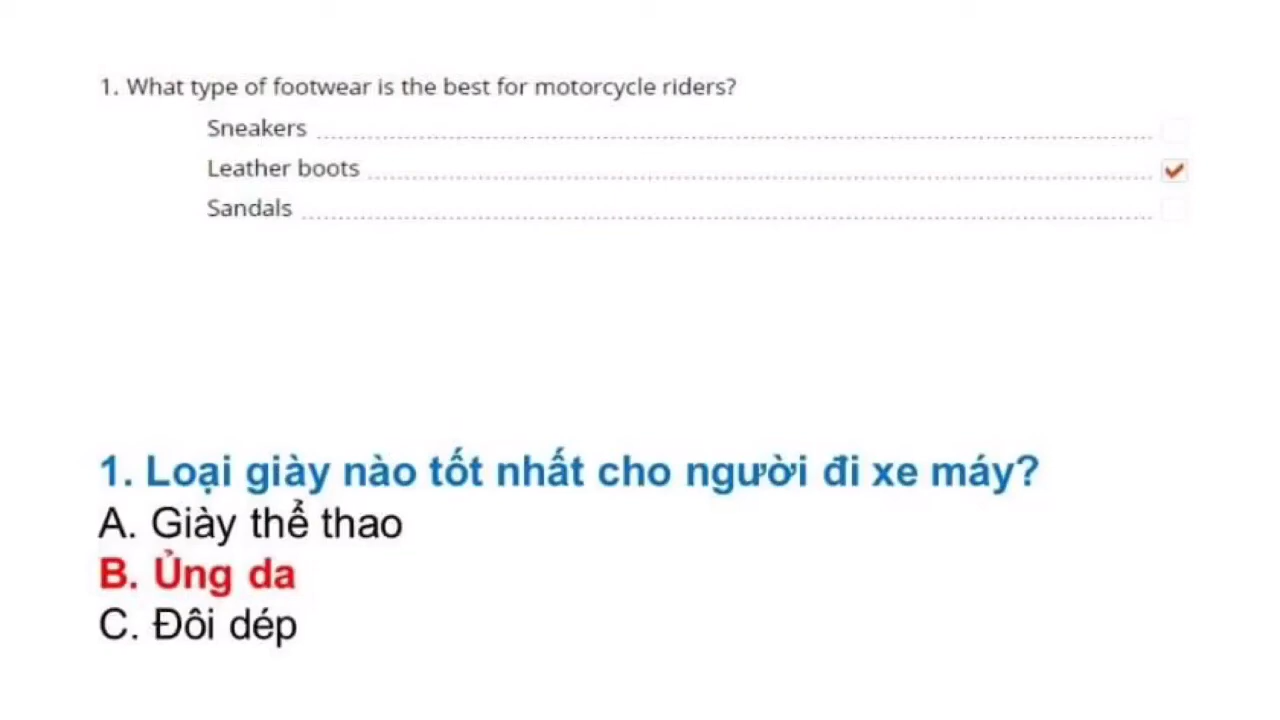 1. What type of footwear is the best for motorcycle riders?
Sneakers
Leather boots
Sandals
1. Loại giày nào tốt nhất cho người đi xe máy?
A. Giày thể thao
B. Ủng da
C. Đôi dép